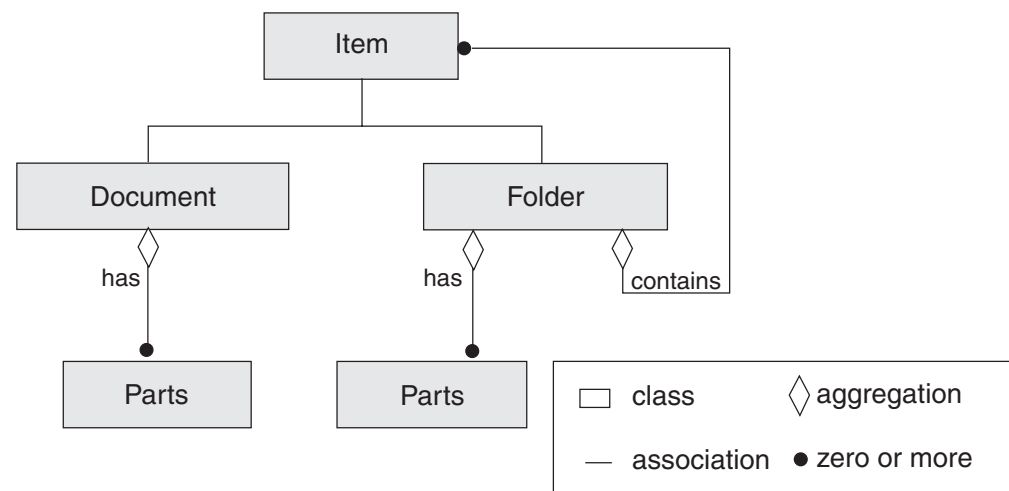 Item
Document
Folder
has
has
contains
Parts
Parts
class
aggregation
association
zero or more